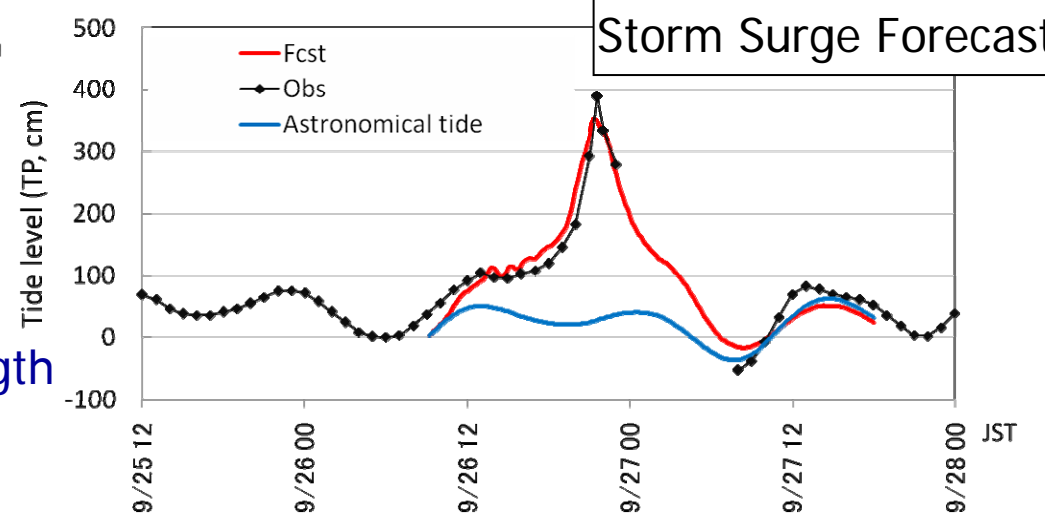 Storm Surge Forecast
500
400
300
200
100
0
-100
Tide level (TP, cm)
Fcst
Obs
Astronomical tide
gth
9/25 12
9/26 00
9/26 12
9/27 00
9/27 12
9/28 00
JST